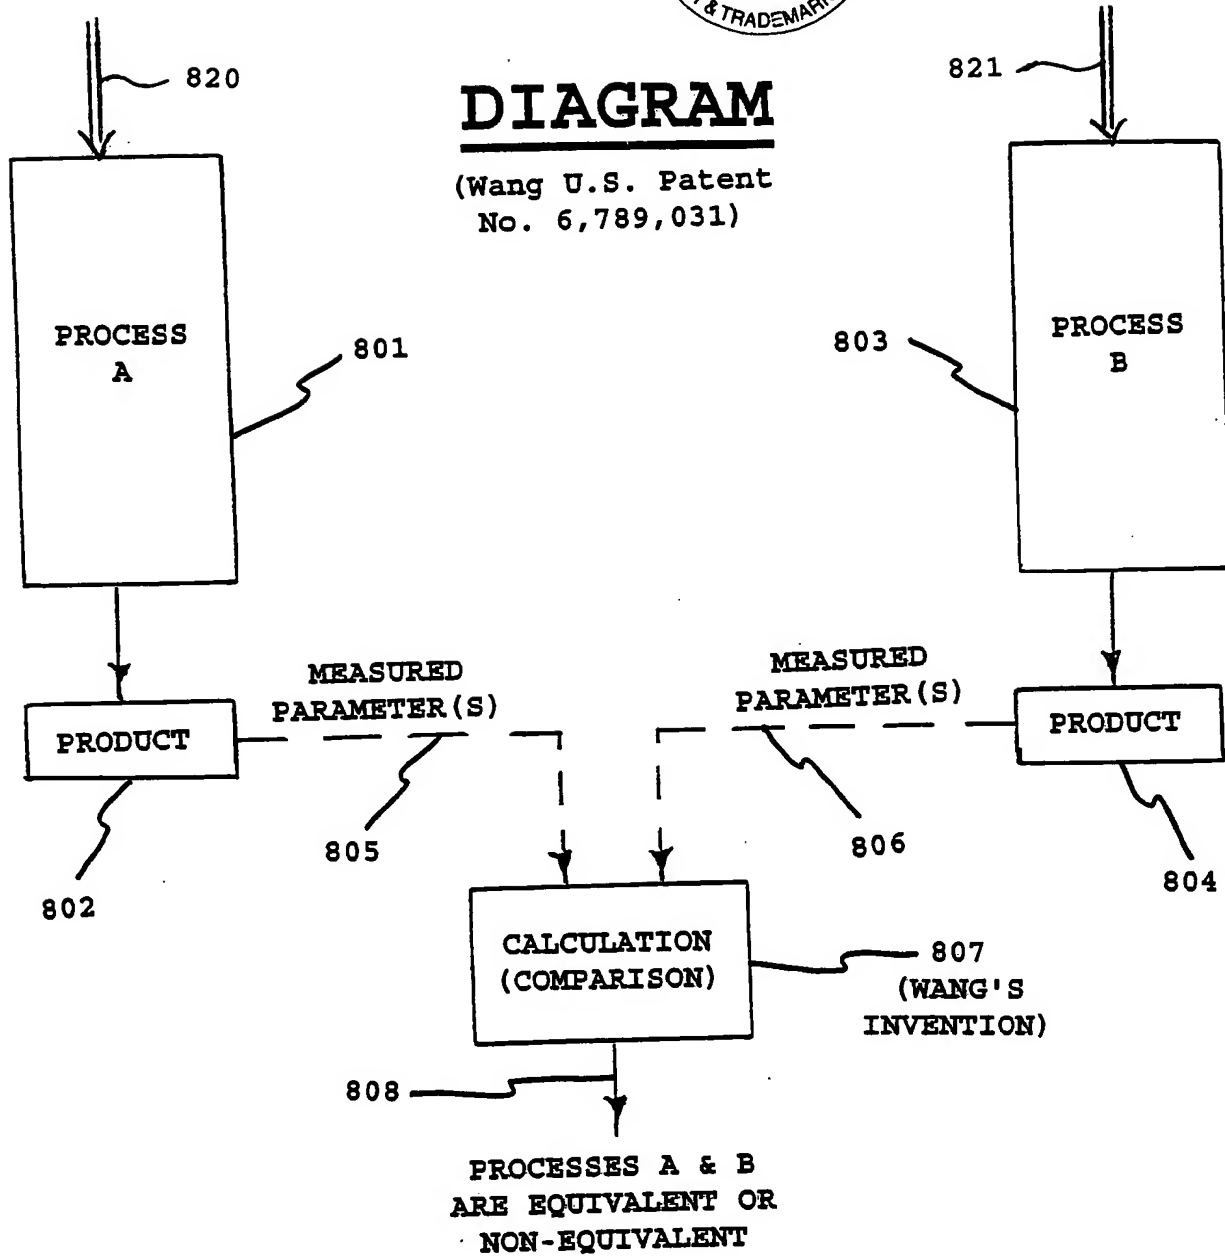 & TRADEMARK
820
821
DIAGRAM
(Wang U.S. Patent
No. 6,789,031)
PROCESS
A
801
803
PROCESS
B
MEASURED
PARAMETER(S)
MEASURED
PARAMETER(S)
PRODUCT
PRODUCT
805
806
802
804
CALCULATION
(COMPARISON)
807
(WANG'S
INVENTION)
808
PROCESSES A & B
ARE EQUIVALENT OR
NON-EQUIVALENT